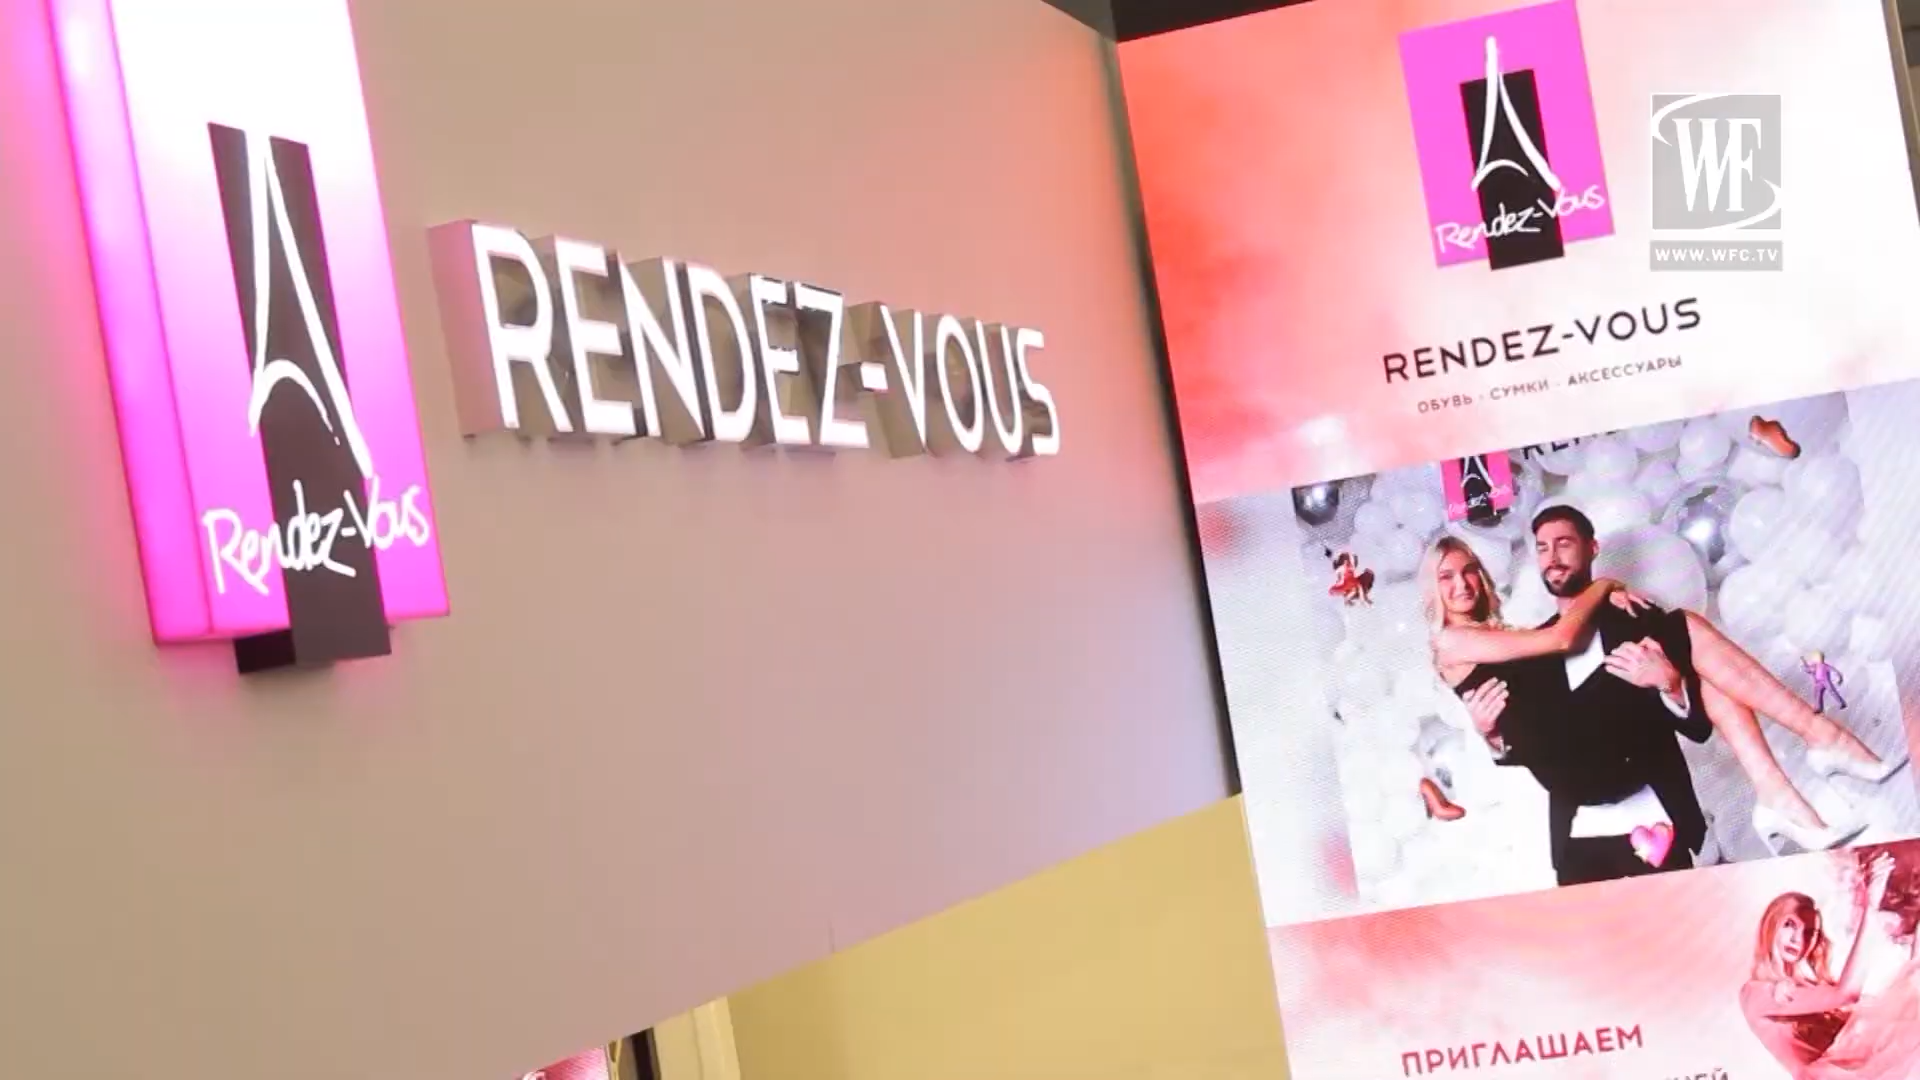 Rendez-Vous
RENDEZ-VOUS
Rendez-Vous
WF
WWW.WFC.TV
RENDEZ-VOUS
ОБУВЬ · СУМКИ · АКСЕССУАРЫ
Rendez-Vous
ПРИГЛАШАЕМ